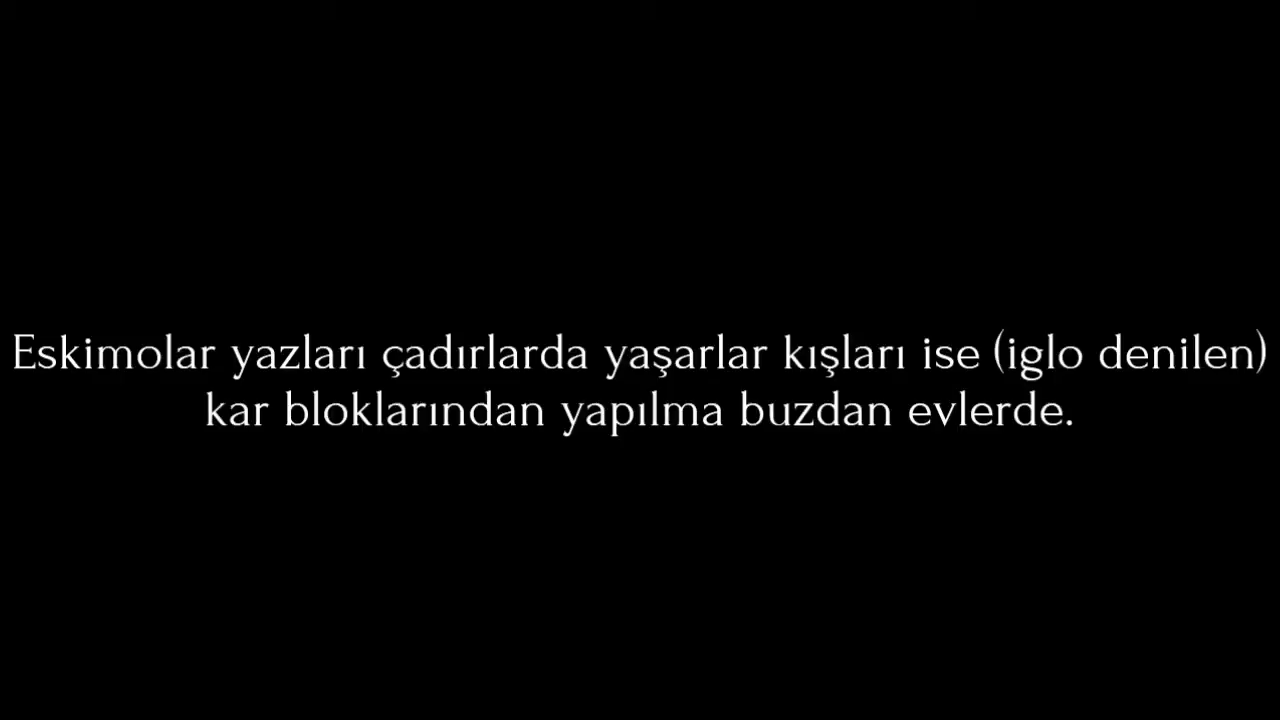 Eskimolar yazları çadırlarda yaşarlar kışları ise (iglo denilen)
kar bloklarından yapılma buzdan evlerde.